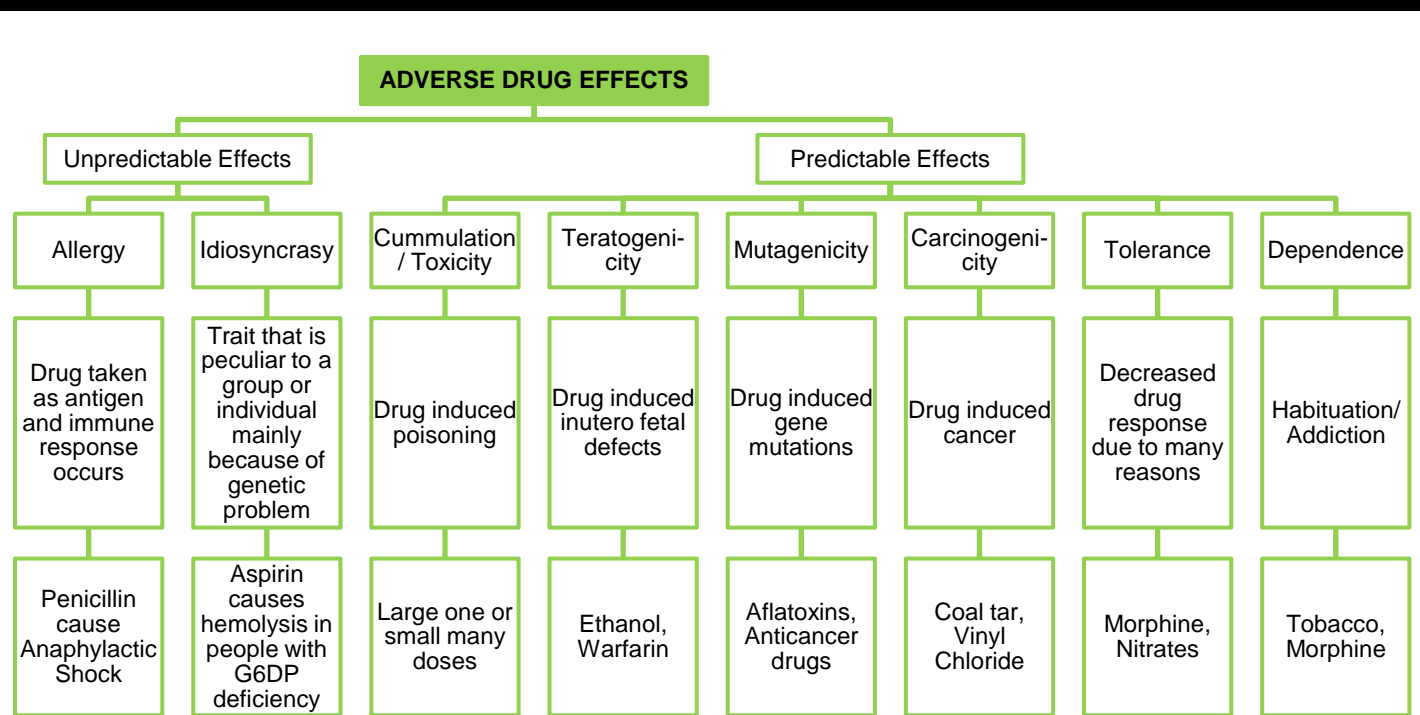 ADVERSE DRUG EFFECTS
Unpredictable Effects
Predictable Effects
Allergy
Idiosyncrasy
Cummulation
/ Toxicity
Teratogeni-
city
Mutagenicity
Carcinogeni-
city
Tolerance
Dependence
Drug taken
as antigen
and immune
response
occurs
Trait that is
peculiar to a
group or
individual
mainly
because of
genetic
problem
Drug induced
poisoning
Drug induced
inutero fetal
defects
Drug induced
gene
mutations
Drug induced
cancer
Decreased
drug
response
due to many
reasons
Habituation/
Addiction
Penicillin
cause
Anaphylactic
Shock
Aspirin
causes
hemolysis in
people with
G6DP
deficiency
Large one or
small many
doses
Ethanol,
Warfarin
Aflatoxins,
Anticancer
drugs
Coal tar,
Vinyl
Chloride
Morphine,
Nitrates
Tobacco,
Morphine